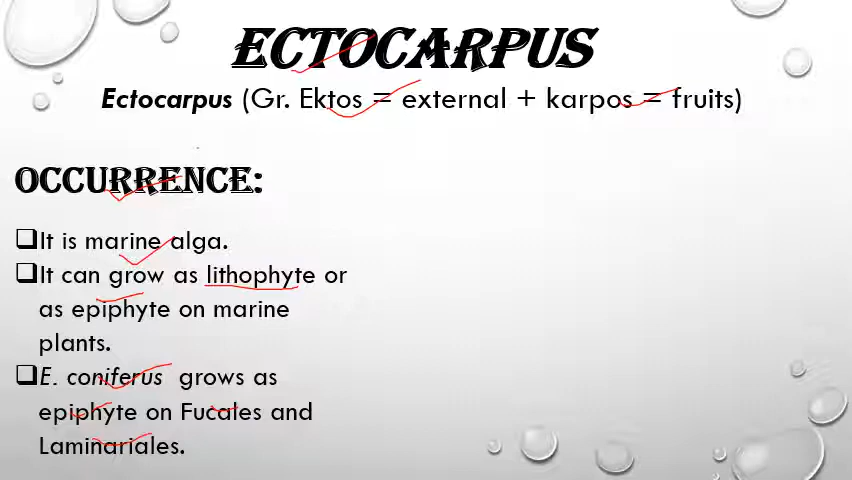 ECTOCARPUS
Ectocarpus (Gr. Ektos = external + karpos = fruits)
OCCURRENCE:
❑It is marine alga.
❑It can grow as lithophyte or
as epiphyte on marine
plants.
❑E. coniferus grows as
epiphyte on Fucales and
Laminariales.